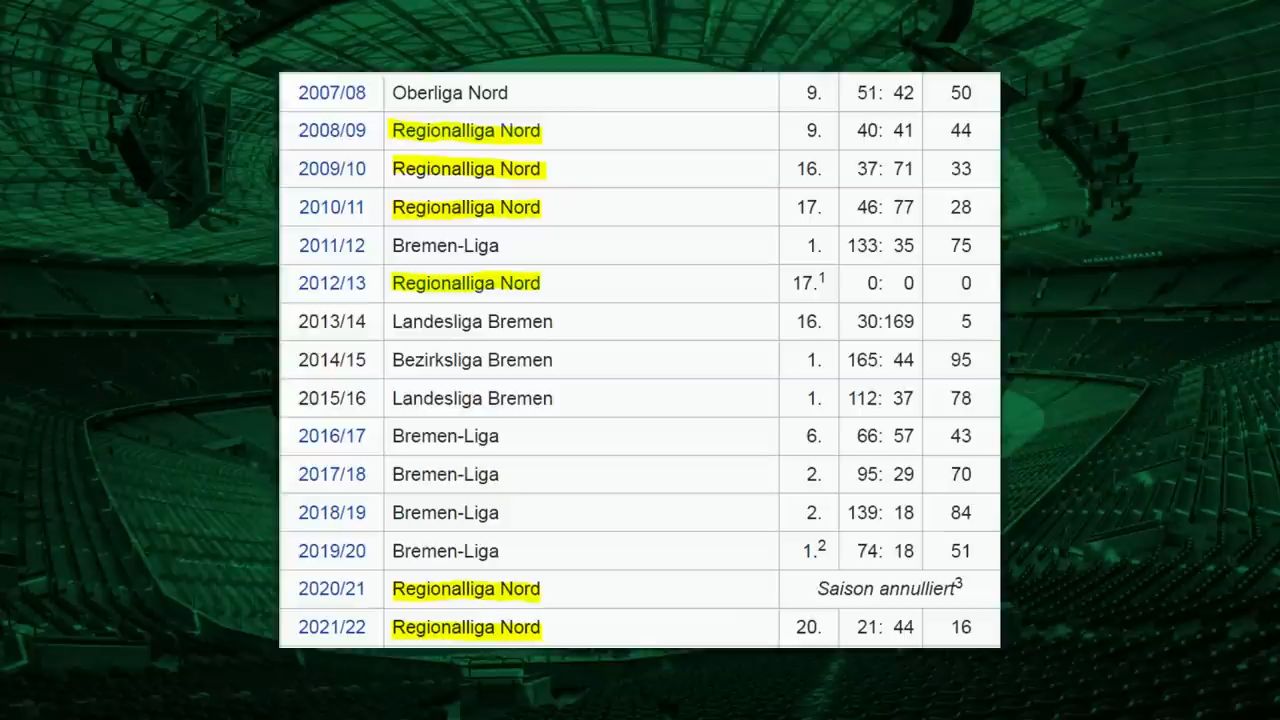 2007/08 Oberliga Nord 9. 51: 42 50
2008/09 Regionalliga Nord 9. 40: 41 44
2009/10 Regionalliga Nord 16. 37: 71 33
2010/11 Regionalliga Nord 17. 46: 77 28
2011/12 Bremen-Liga 1. 133: 35 75
2012/13 Regionalliga Nord 17.¹ 0: 0 0
2013/14 Landesliga Bremen 16. 30:169 5
2014/15 Bezirksliga Bremen 1. 165: 44 95
2015/16 Landesliga Bremen 1. 112: 37 78
2016/17 Bremen-Liga 6. 66: 57 43
2017/18 Bremen-Liga 2. 95: 29 70
2018/19 Bremen-Liga 2. 139: 18 84
2019/20 Bremen-Liga 1.² 74: 18 51
2020/21 Regionalliga Nord Saison annulliert³
2021/22 Regionalliga Nord 20. 21: 44 16